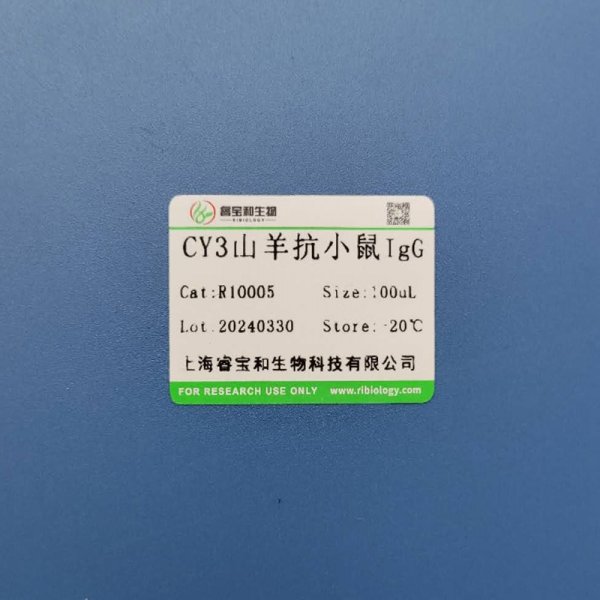 睿宝和生物
RIBIOLOGY
CY3山羊抗小鼠IgG
Cat:R10005 Size:100uL
Lot:20240330 Store:-20℃
上海睿宝和生物科技有限公司
FOR RESEARCH USE ONLY www.ribiology.com